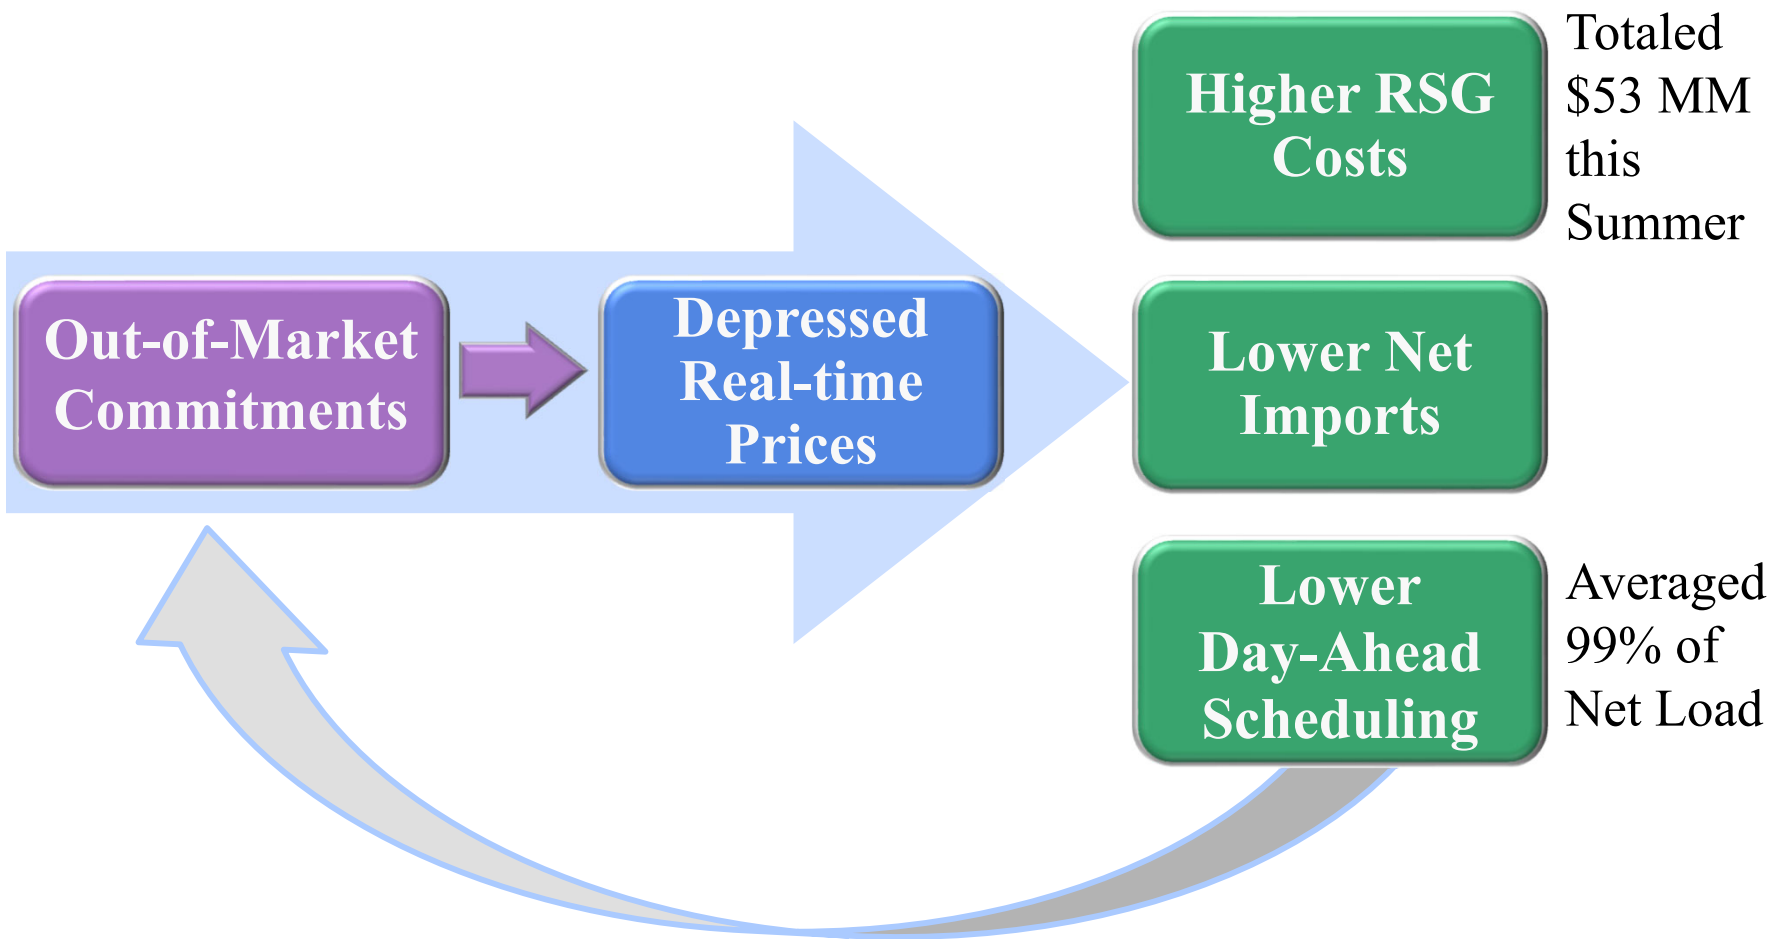 Out-of-Market
Commitments
Depressed
Real-time
Prices
Higher RSG
Costs
Totaled
$53 MM
this
Summer
Lower Net
Imports
Lower
Day-Ahead
Scheduling
Averaged
99% of
Net Load